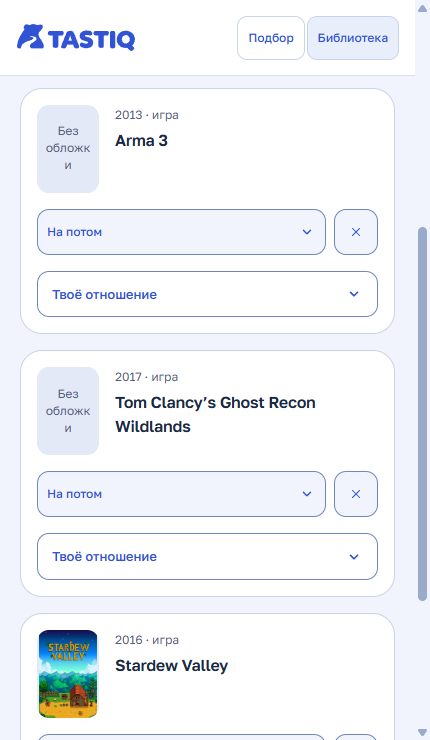 TASTIQ
Подбор
Библиотека
Без
обложк
и
2013 · игра
Arma 3
На потом
Твоё отношение
Без
обложк
и
2017 · игра
Tom Clancy’s Ghost Recon
Wildlands
На потом
Твоё отношение
STARDEW
VALLEY
2016 · игра
Stardew Valley